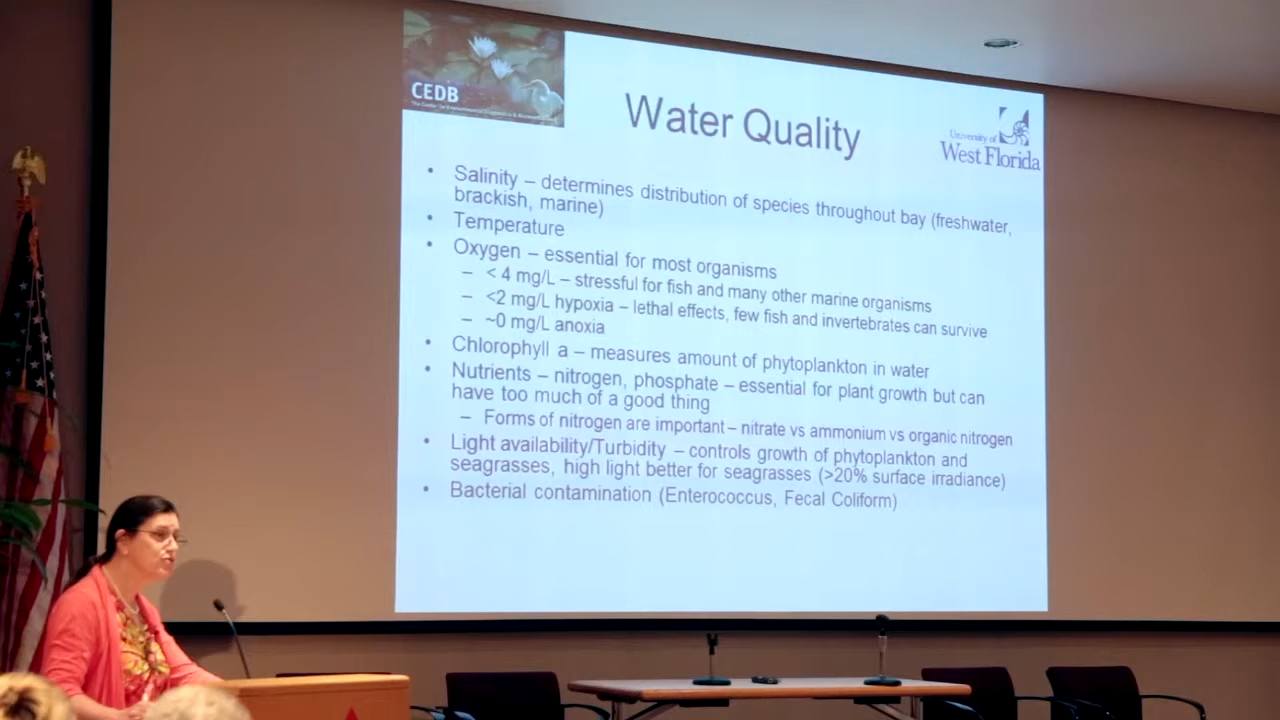 CEDB
Water Quality
University of
West Florida
• Salinity – determines distribution of species throughout bay (freshwater,
brackish, marine)
• Temperature
• Oxygen – essential for most organisms
– < 4 mg/L – stressful for fish and many other marine organisms
– <2 mg/L hypoxia – lethal effects, few fish and invertebrates can survive
– ~0 mg/L anoxia
• Chlorophyll a – measures amount of phytoplankton in water
• Nutrients – nitrogen, phosphate – essential for plant growth but can
have too much of a good thing
– Forms of nitrogen are important – nitrate vs ammonium vs organic nitrogen
• Light availability/Turbidity – controls growth of phytoplankton and
seagrasses, high light better for seagrasses (>20% surface irradiance)
• Bacterial contamination (Enterococcus, Fecal Coliform)